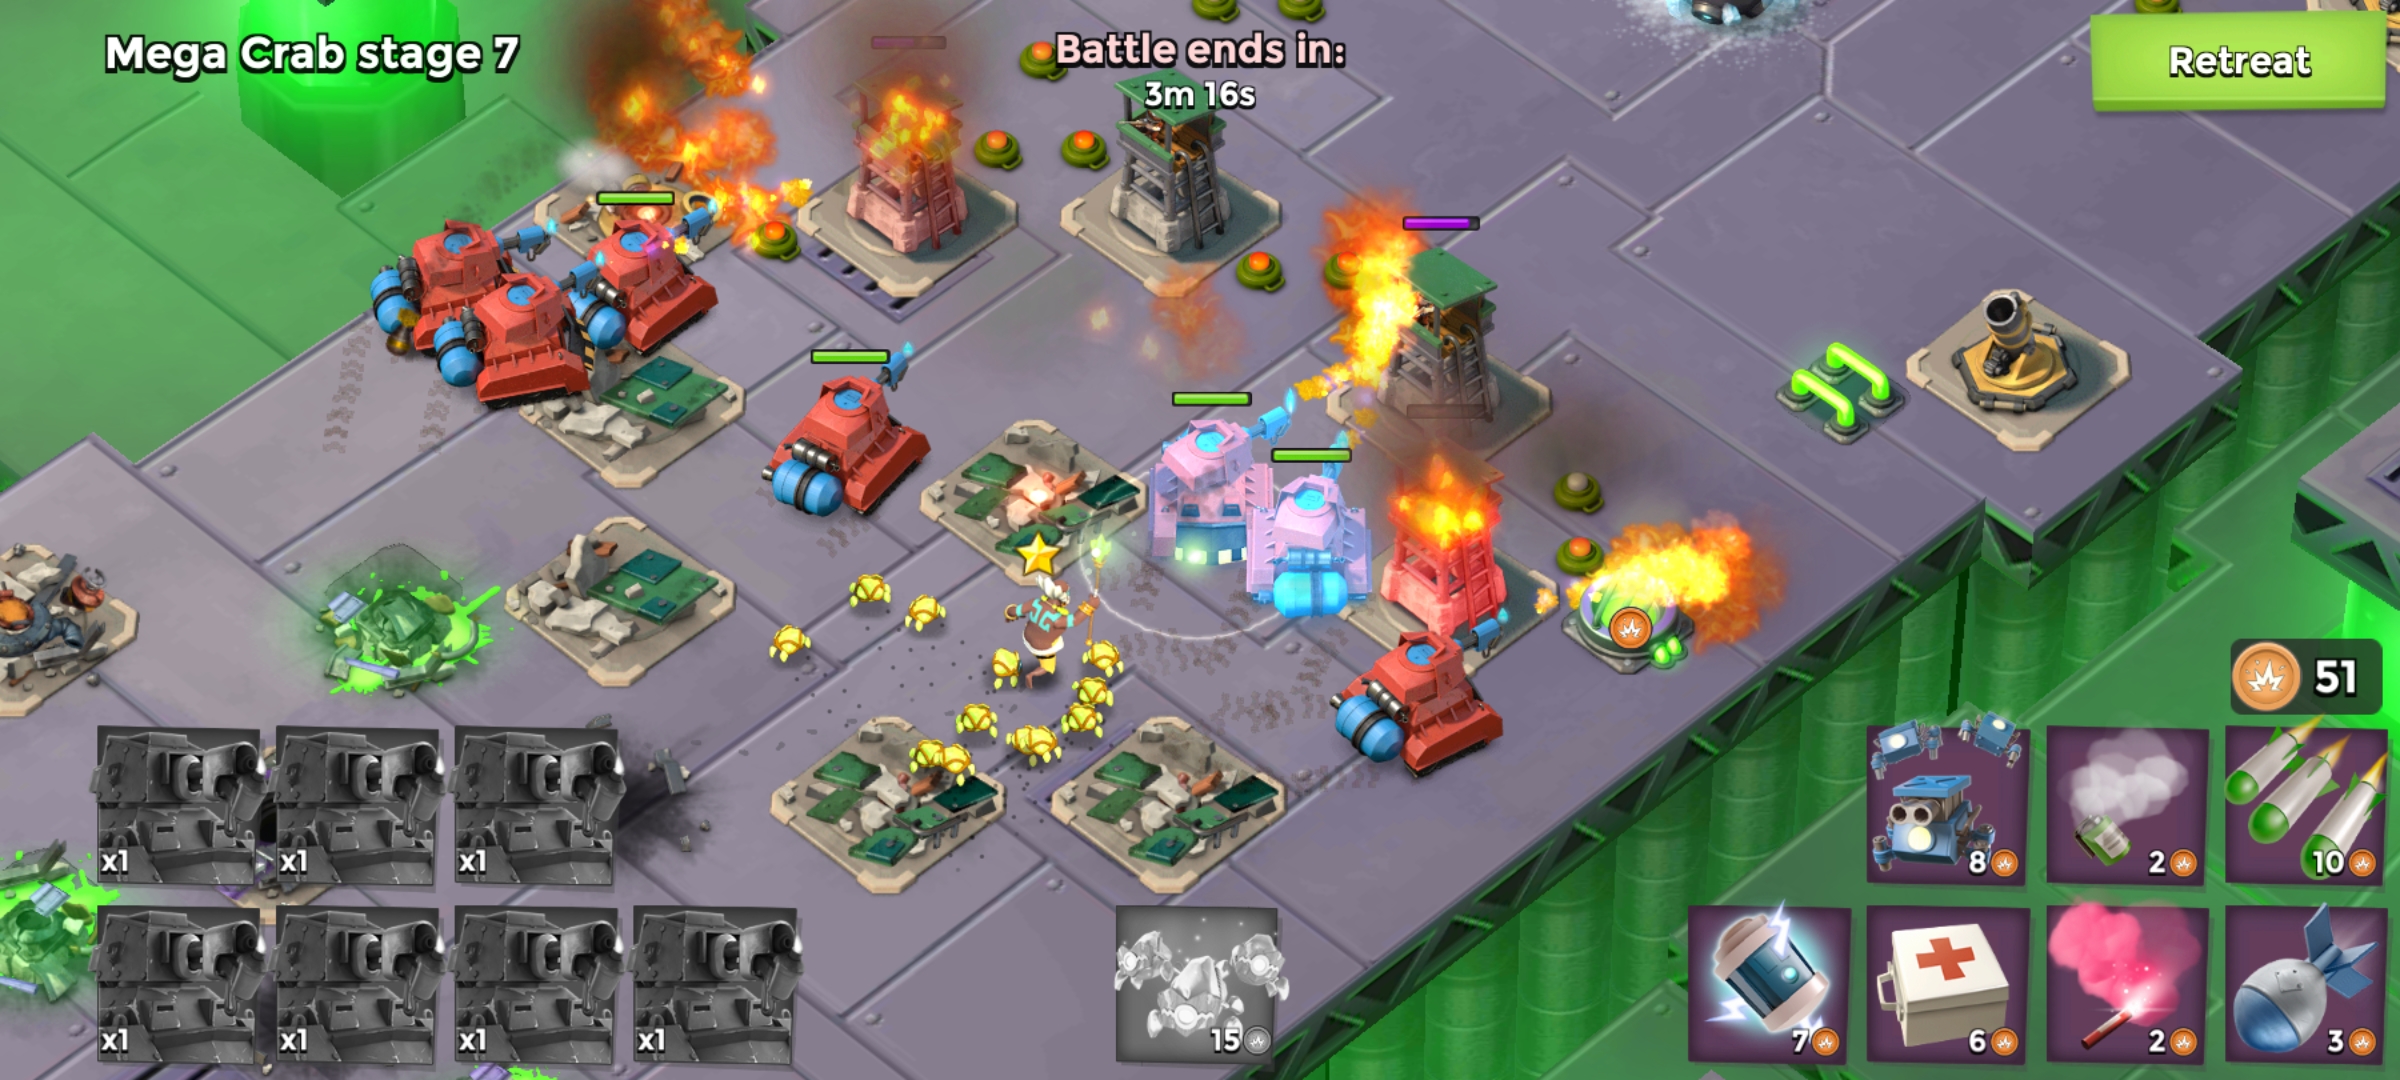 Mega Crab stage 7
Battle ends in:
3m 16s
Retreat
51
8
2
10
x1
x1
x1
x1
x1
x1
x1
15
7
6
2
3